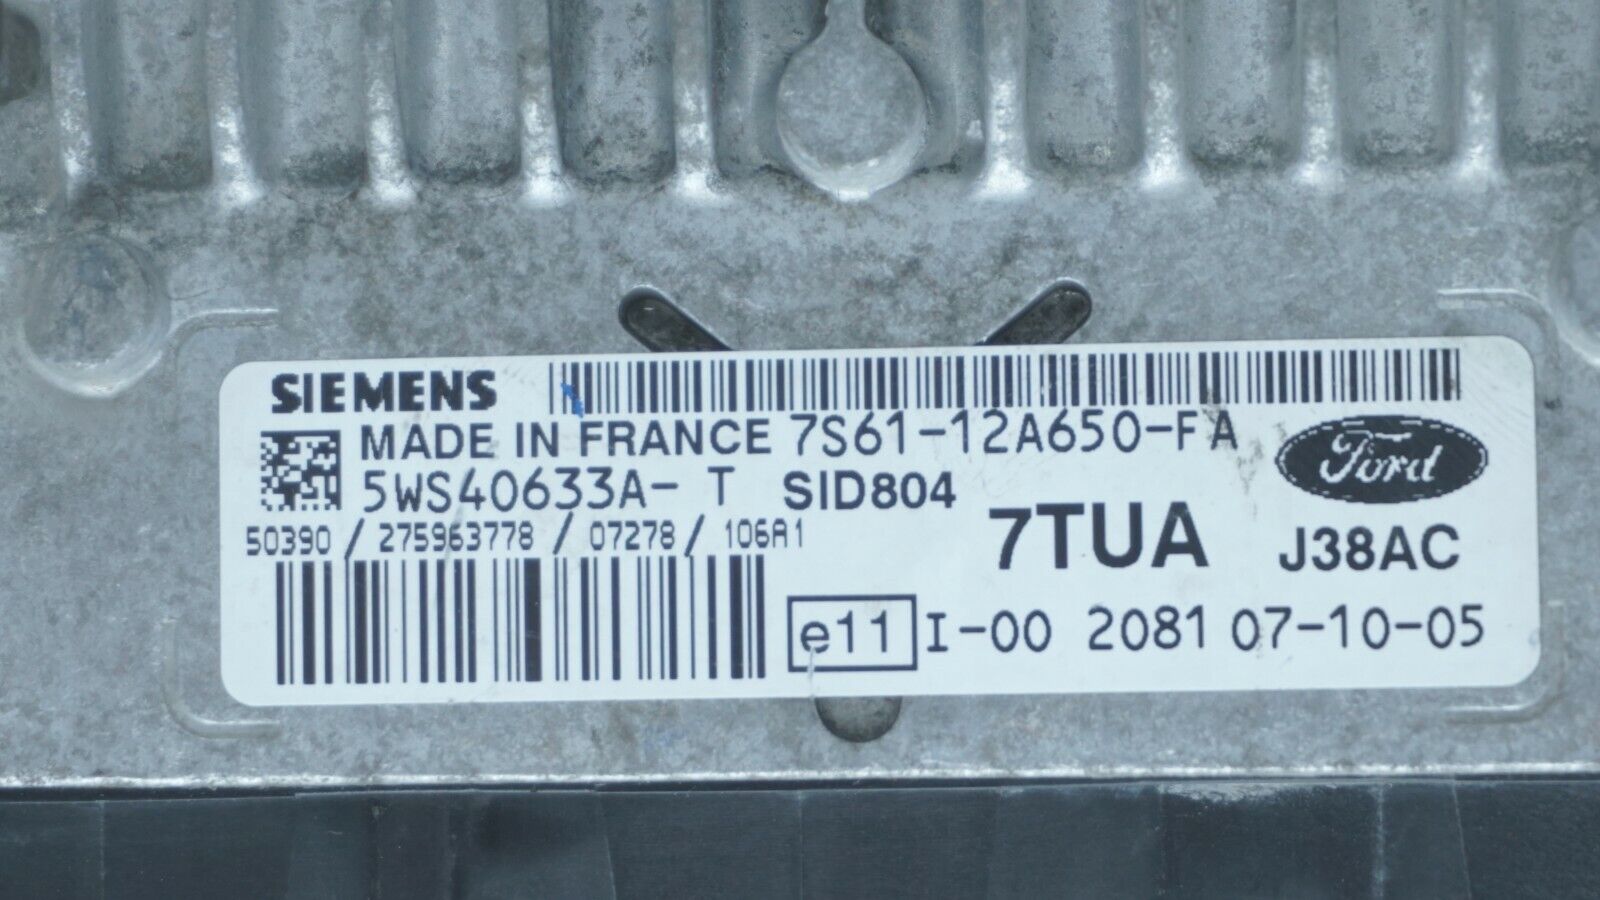 SIEMENS
MADE IN FRANCE 7S61-12A650-FA
Ford
5WS40633A- T SID804
50390 / 275963778 / 07278 / 106A1
7TUA J38AC
e11 I-00 2081 07-10-05